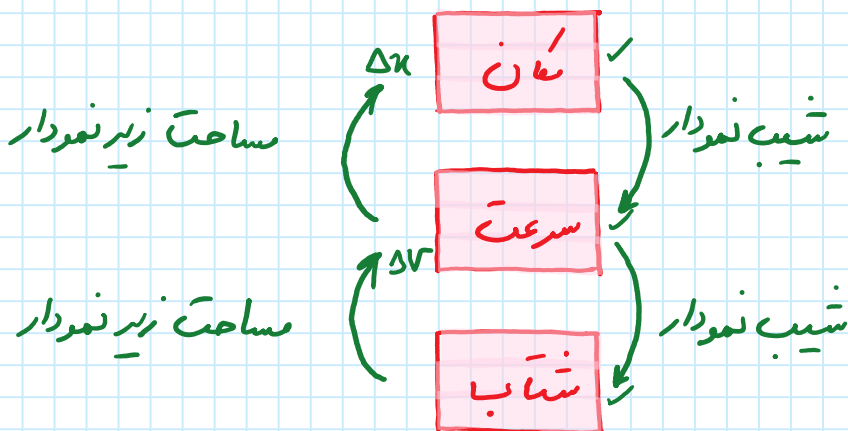 Δx
مکان
شیب نمودار
مساحت زیر نمودار
سرعت
ΔV
شیب نمودار
مساحت زیر نمودار
شتاب